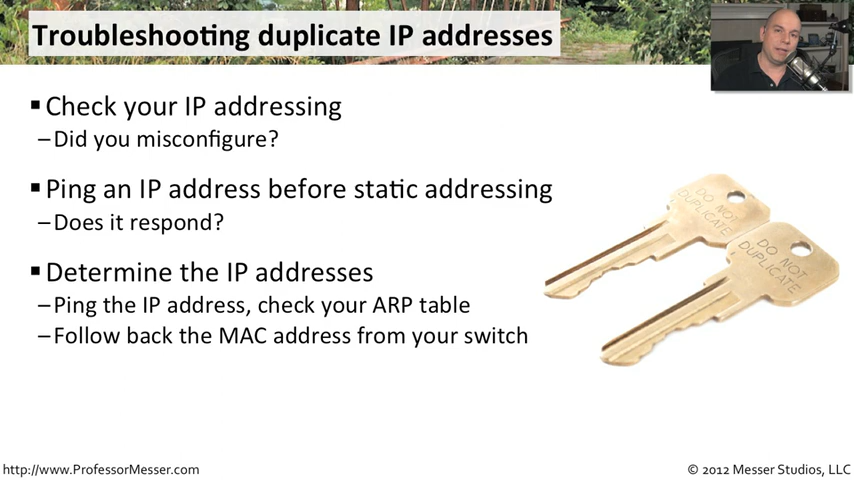 Troubleshooting duplicate IP addresses
▪Check your IP addressing
–Did you misconfigure?
▪Ping an IP address before static addressing
–Does it respond?
▪Determine the IP addresses
–Ping the IP address, check your ARP table
–Follow back the MAC address from your switch
DO NOT
DUPLICATE
DO NOT
DUPLICATE
http://www.ProfessorMesser.com
© 2012 Messer Studios, LLC